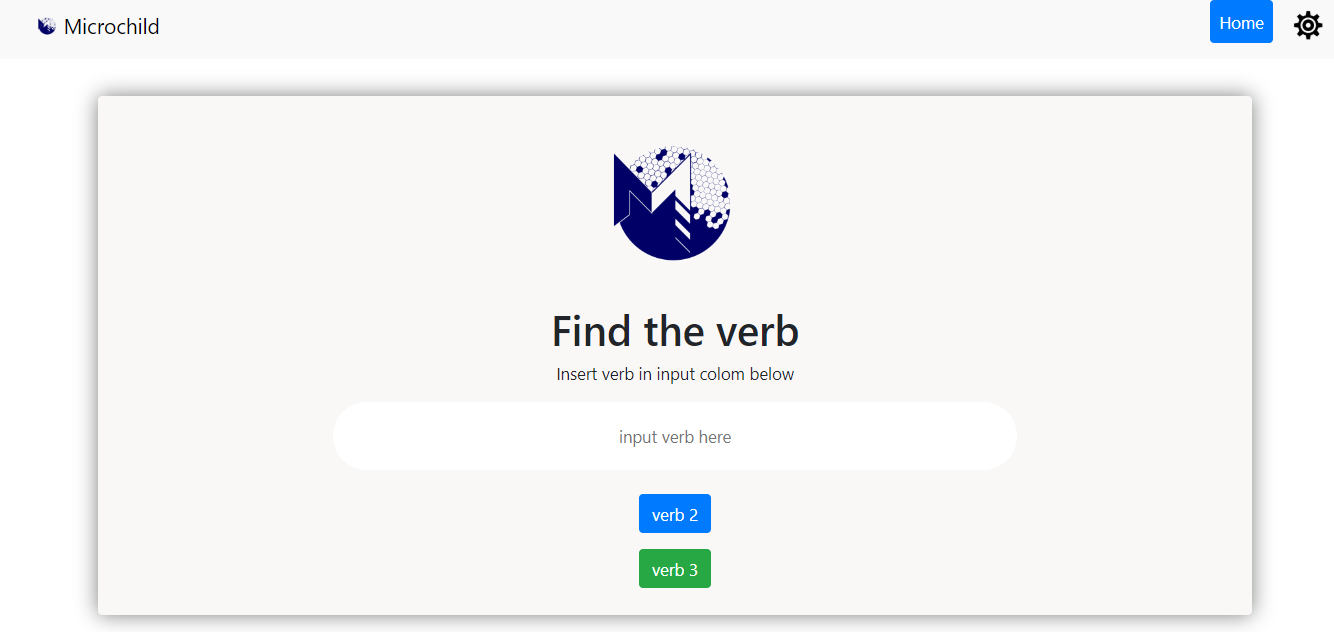 Microchild
Home
Find the verb
Insert verb in input colom below
input verb here
verb 2
verb 3